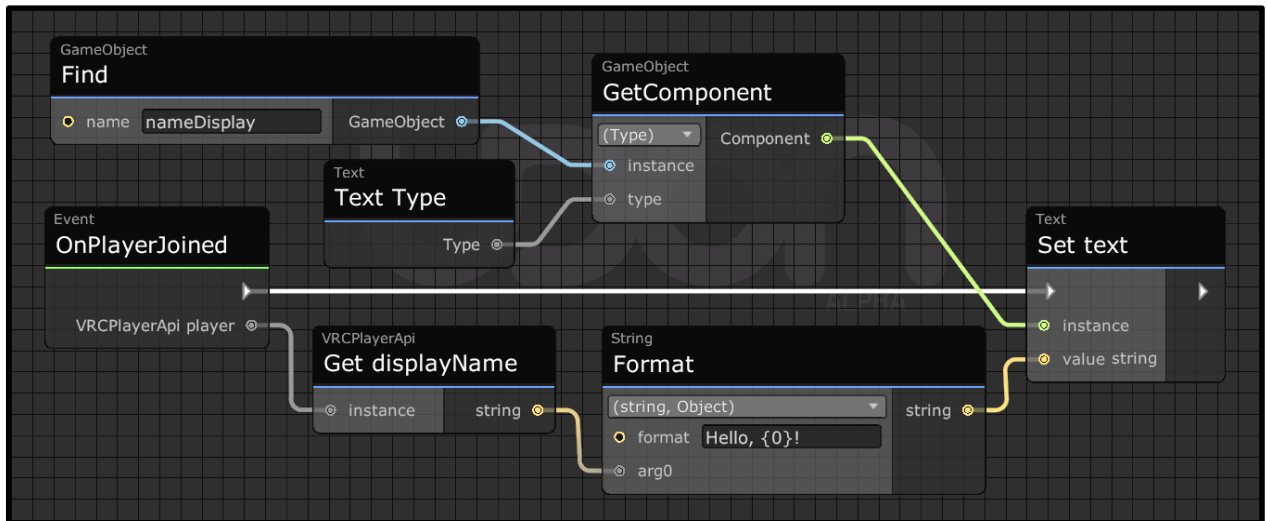 GameObject
Find
name nameDisplay GameObject
GameObject
GetComponent
(Type) Component
instance
type
Text
Text Type
Type
Event
OnPlayerJoined
VRCPlayerApi player
VRCPlayerApi
Get displayName
instance string
String
Format
(string, Object) string
format Hello, {0}!
arg0
Text
Set text
instance
value string
udon
ALPHA